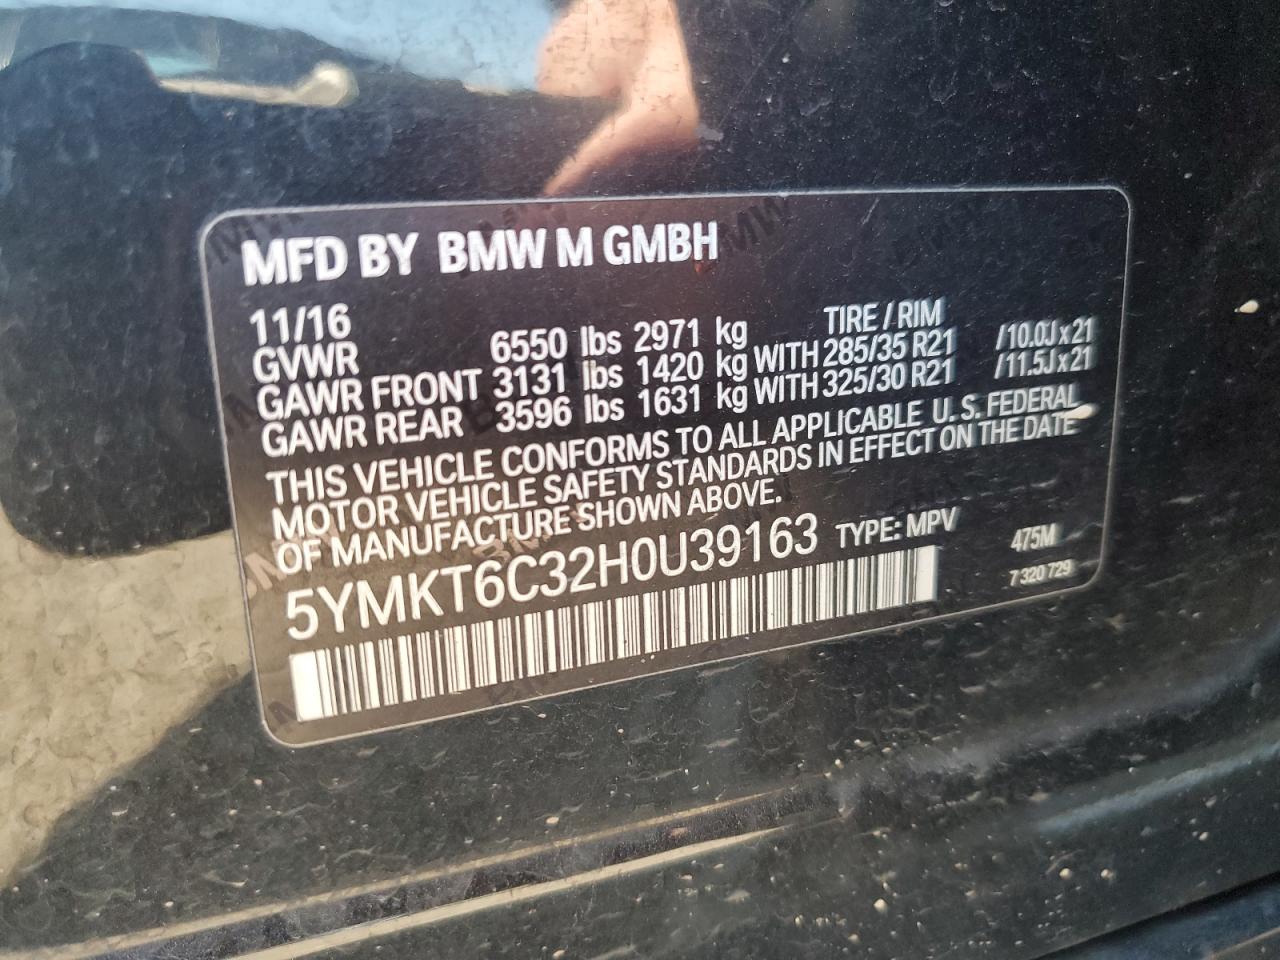 MFD BY BMW M GMBH
11/16 TIRE / RIM
GVWR 6550 lbs 2971 kg
GAWR FRONT 3131 lbs 1420 kg WITH 285/35 R21 /10.0J x 21
GAWR REAR 3596 lbs 1631 kg WITH 325/30 R21 /11.5J x 21
THIS VEHICLE CONFORMS TO ALL APPLICABLE U.S. FEDERAL
MOTOR VEHICLE SAFETY STANDARDS IN EFFECT ON THE DATE
OF MANUFACTURE SHOWN ABOVE.
5YMKT6C32H0U39163 TYPE: MPV 475M
7 320 729